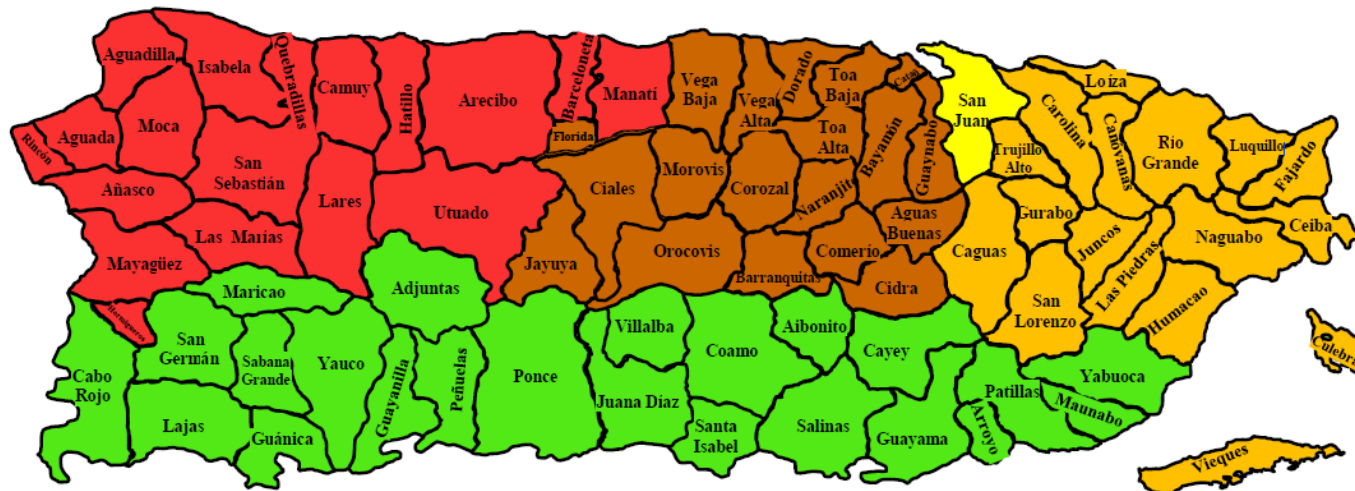 Aguadilla
Isabela
Quebradillas
Camuy
Hatillo
Arecibo
Barceloneta
Manatí
Vega
Baja
Vega
Alta
Dorado
Toa
Baja
San
Juan
Loíza
Carolina
Canovanas
Río
Grande
Luquillo
Fajardo
Rincón
Aguada
Moca
Florida
Toa
Alta
Bayamón
Guaynabo
Trujillo
Alto
Añasco
San
Sebastián
Lares
Utuado
Ciales
Morovis
Corozal
Naranjito
Aguas
Buenas
Gurabo
Ceiba
Mayagüez
Las Marías
Jayuya
Orocovis
Barranquitas
Comerío
Cidra
Caguas
Juncos
Las Piedras
Naguabo
Humacao
San
Lorenzo
Culebra
Hormigueros
Maricao
Adjuntas
Villalba
Coamo
Aibonito
Cayey
Yabuoca
Cabo
Rojo
San
Germán
Sabana
Grande
Yauco
Guayanilla
Peñuelas
Ponce
Juana Díaz
Patillas
Maunabo
Lajas
Guánica
Santa
Isabel
Salinas
Guayama
Arroyo
Vieques